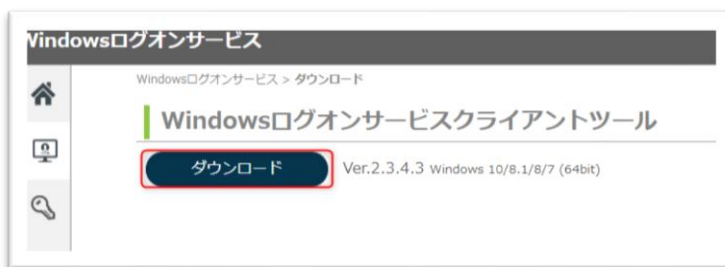 Windowsログオンサービス
Windowsログオンサービス > ダウンロード
Windowsログオンサービスクライアントツール
ダウンロード Ver.2.3.4.3 Windows 10/8.1/8/7 (64bit)